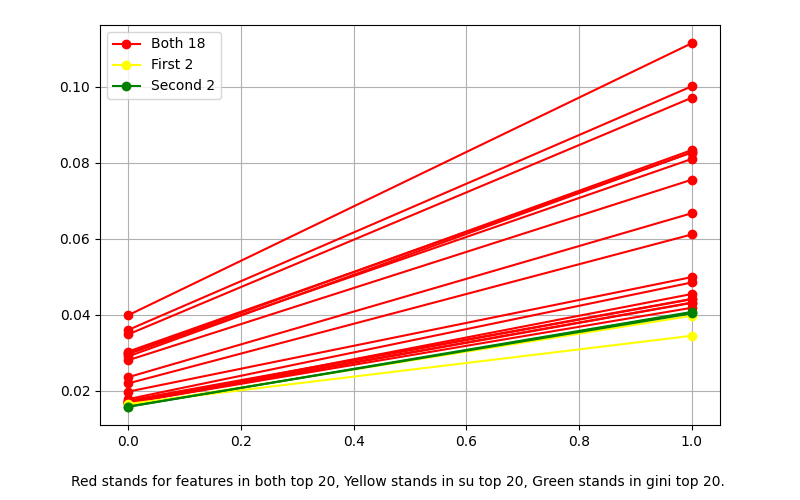 Both 18
First 2
Second 2
0.10
0.08
0.06
0.04
0.02
0.0 0.2 0.4 0.6 0.8 1.0
Red stands for features in both top 20, Yellow stands in su top 20, Green stands in gini top 20.